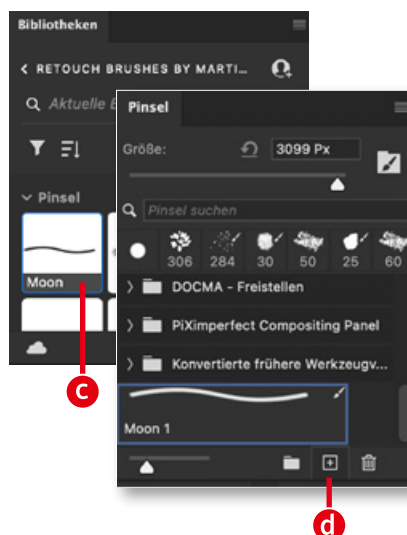 Bibliotheken
< RETOUCH BRUSHES BY MARTI...
Aktuelle
Pinsel
Moon
c
Pinsel
Größe:
3099 Px
Pinsel suchen
306 284 30 50 25 60
DOCMA - Freistellen
PiXimperfect Compositing Panel
Konvertierte frühere Werkzeugv...
Moon 1
d